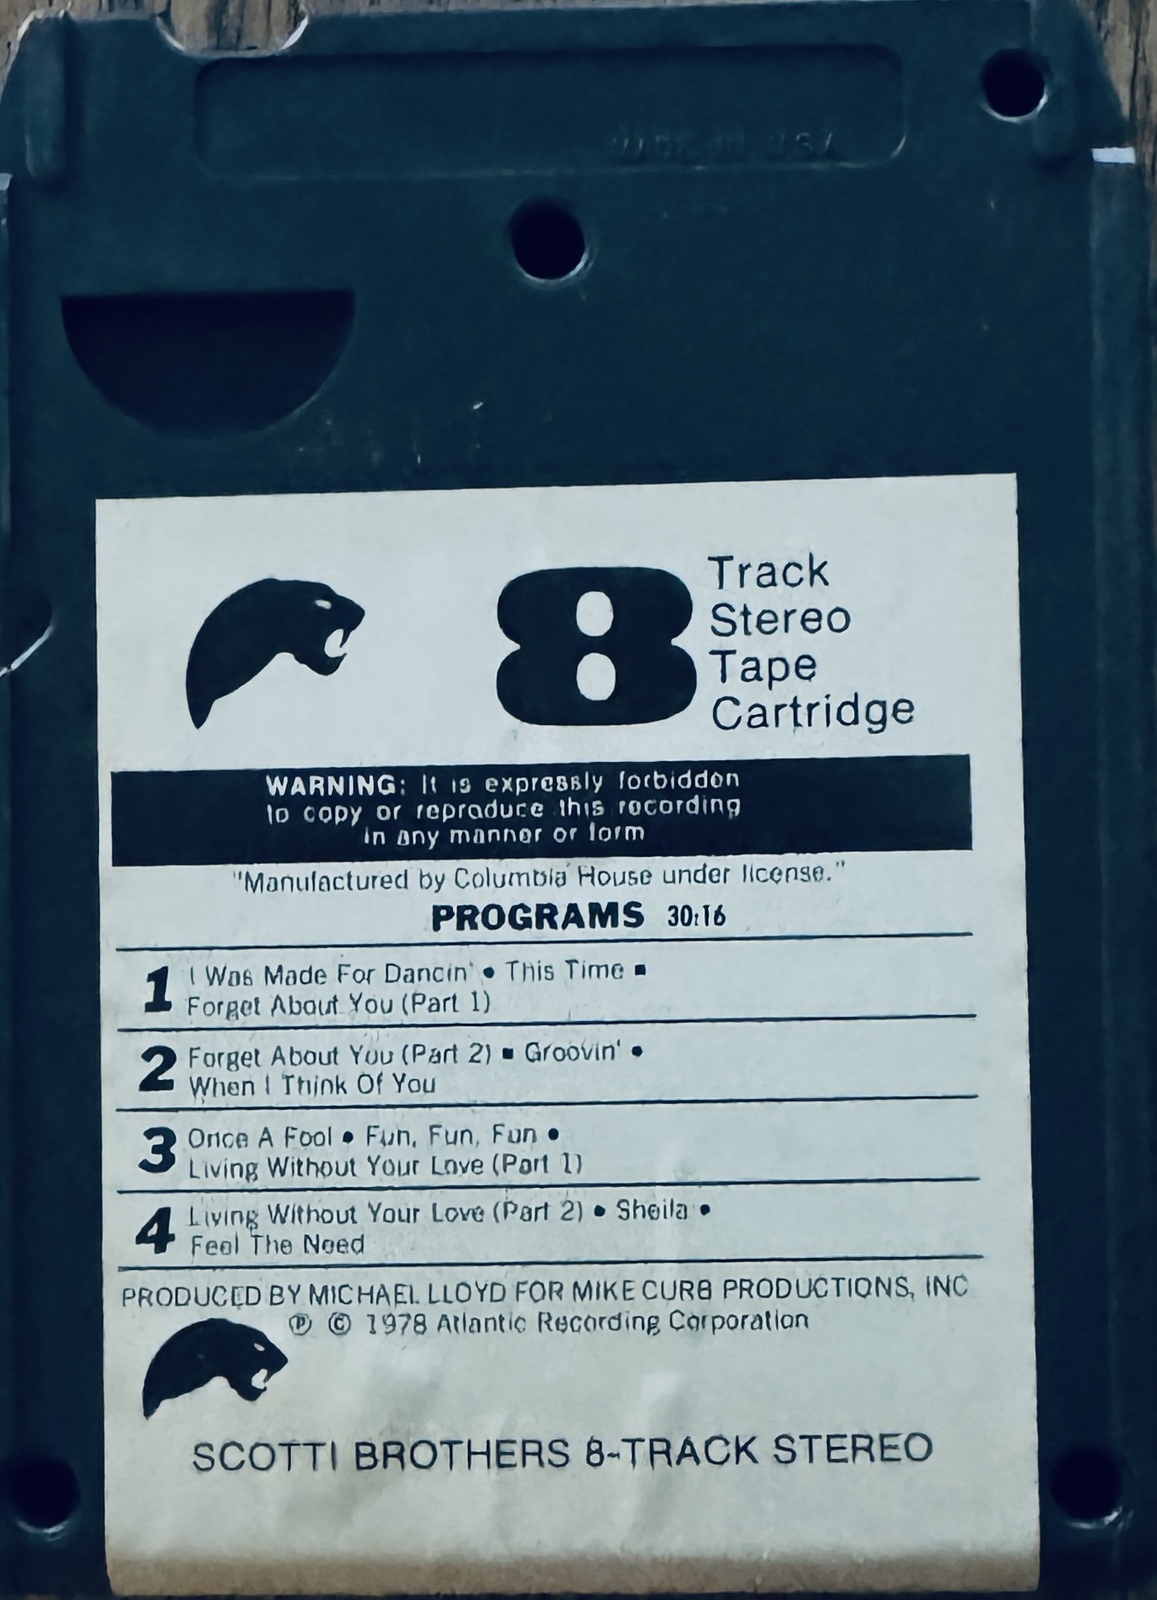 MADE IN USA
8 Track
Stereo
Tape
Cartridge
WARNING: It is expressly forbidden
to copy or reproduce this recording
in any manner or form
"Manufactured by Columbia House under license."
PROGRAMS 30:16
1 I Was Made For Dancin' • This Time ▪
Forget About You (Part 1)
2 Forget About You (Part 2) ▪ Groovin' •
When I Think Of You
3 Once A Fool • Fun, Fun, Fun •
Living Without Your Love (Part 1)
4 Living Without Your Love (Part 2) • Sheila •
Feel The Need
PRODUCED BY MICHAEL LLOYD FOR MIKE CURB PRODUCTIONS, INC
℗ © 1978 Atlantic Recording Corporation
SCOTTI BROTHERS 8-TRACK STEREO